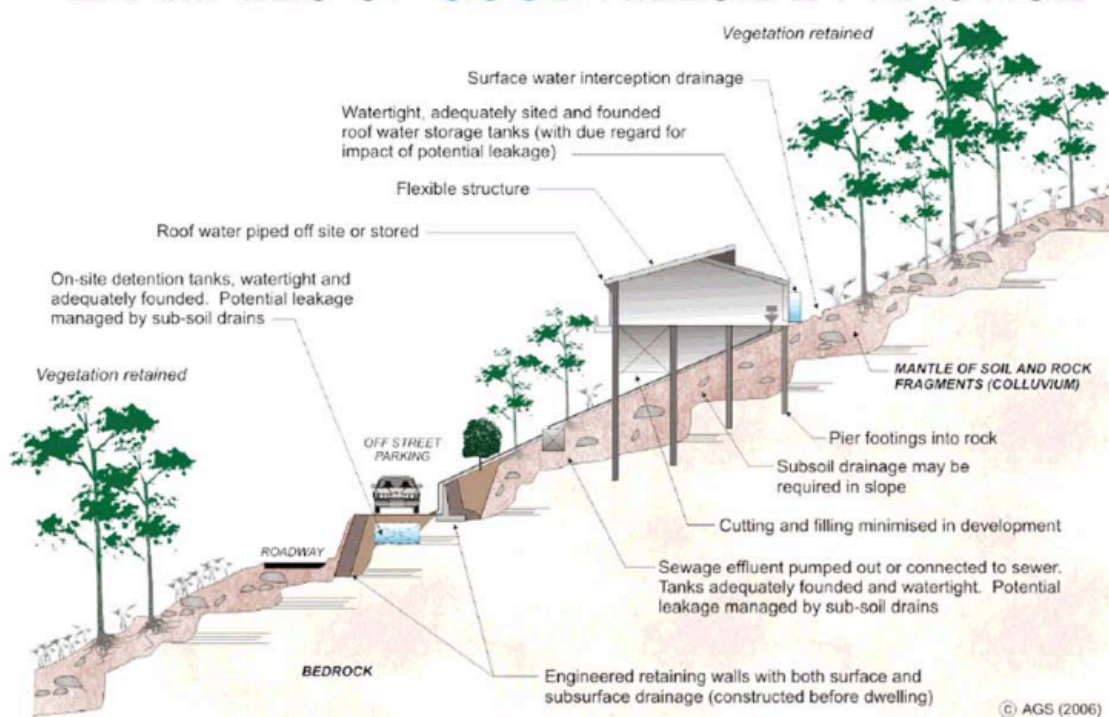 EXAMPLES OF GOOD HILLSIDE PRACTICE
Vegetation retained
Surface water interception drainage
Watertight, adequately sited and founded
roof water storage tanks (with due regard for
impact of potential leakage)
Flexible structure
Roof water piped off site or stored
On-site detention tanks, watertight and
adequately founded. Potential leakage
managed by sub-soil drains
Vegetation retained
MANTLE OF SOIL AND ROCK
FRAGMENTS (COLLUVIUM)
OFF STREET
PARKING
Pier footings into rock
Subsoil drainage may be
required in slope
Cutting and filling minimised in development
ROADWAY
Sewage effluent pumped out or connected to sewer.
Tanks adequately founded and watertight. Potential
leakage managed by sub-soil drains
BEDROCK
Engineered retaining walls with both surface and
subsurface drainage (constructed before dwelling)
© AGS (2006)